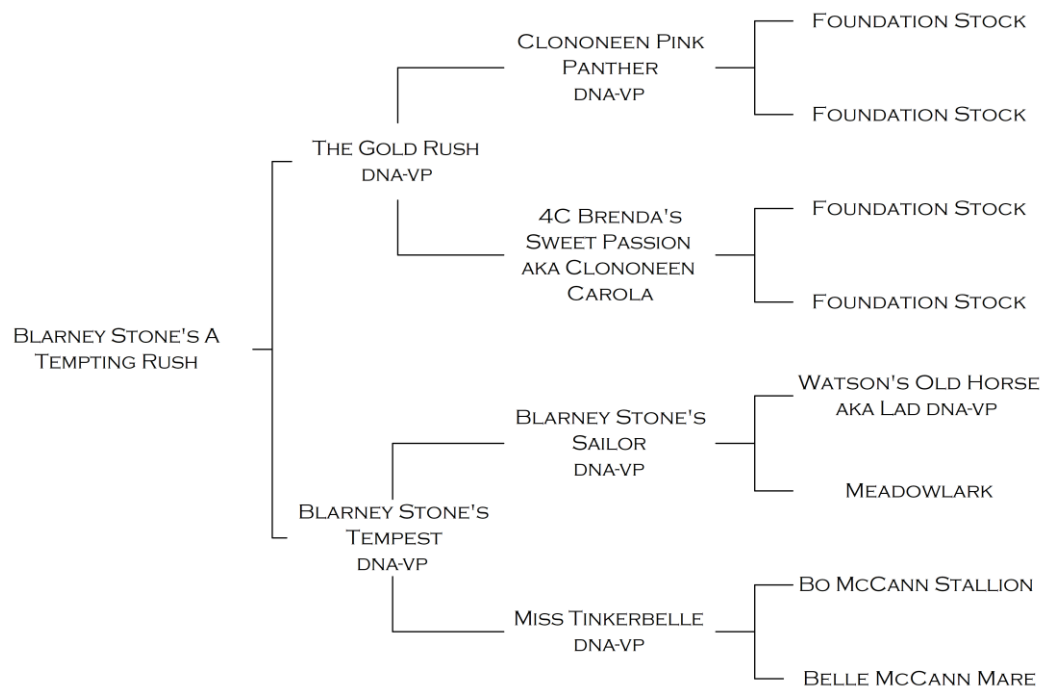 Foundation Stock
Clononeen Pink
Panther
DNA-VP
Foundation Stock
The Gold Rush
DNA-VP
Foundation Stock
4C Brenda's
Sweet Passion
aka Clononeen
Carola
Foundation Stock
Blarney Stone's A
Tempting Rush
Watson's Old Horse
aka Lad DNA-VP
Blarney Stone's
Sailor
DNA-VP
Meadowlark
Blarney Stone's
Tempest
DNA-VP
Bo McCann Stallion
Miss Tinkerbelle
DNA-VP
Belle McCann Mare